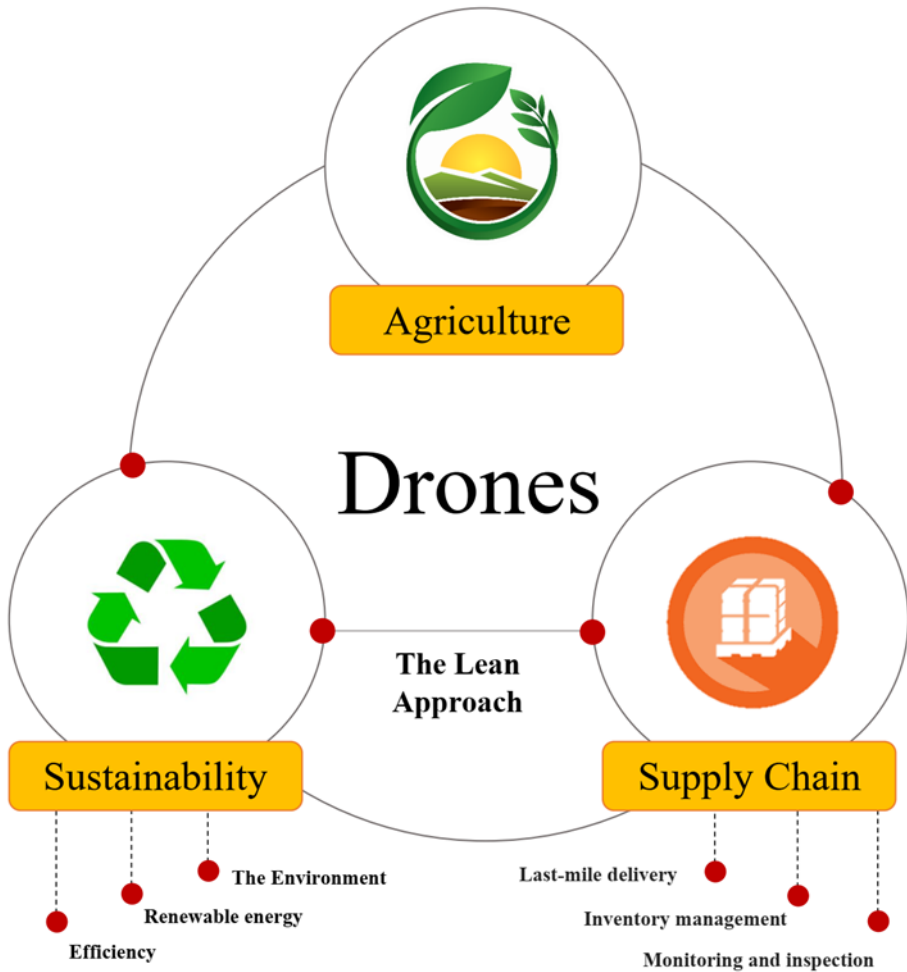 Agriculture
Drones
The Lean
Approach
Sustainability
Supply Chain
The Environment
Renewable energy
Efficiency
Last-mile delivery
Inventory management
Monitoring and inspection